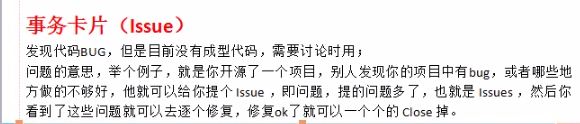 事务卡片（Issue）
发现代码BUG，但是目前没有成型代码，需要讨论时用；
问题的意思，举个例子，就是你开源了一个项目，别人发现你的项目中有bug，或者哪些地
方做的不够好，他就可以给你提个 Issue ，即问题，提的问题多了，也就是 Issues ，然后你
看到了这些问题就可以去逐个修复，修复ok了就可以一个个的 Close 掉。